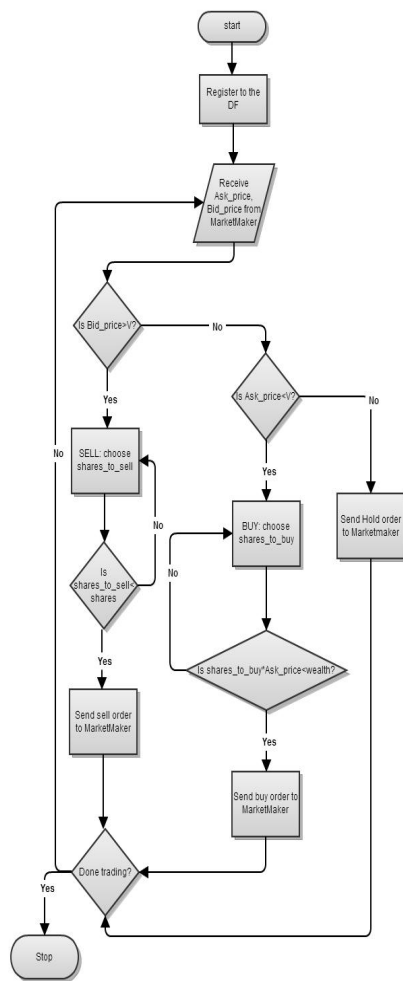 start
Register to the
DF
Receive
Ask_price,
Bid_price from
MarketMaker
Is Bid_price>V?
No
Is Ask_price<V?
Yes
No
SELL: choose
shares_to_sell
No
Yes
No
BUY: choose
shares_to_buy
Send Hold order
to Marketmaker
No
Is
shares_to_sell<
shares
Yes
Is shares_to_buy*Ask_price<wealth?
Send sell order
to MarketMaker
Yes
Send buy order to
MarketMaker
Done trading?
Yes
Stop